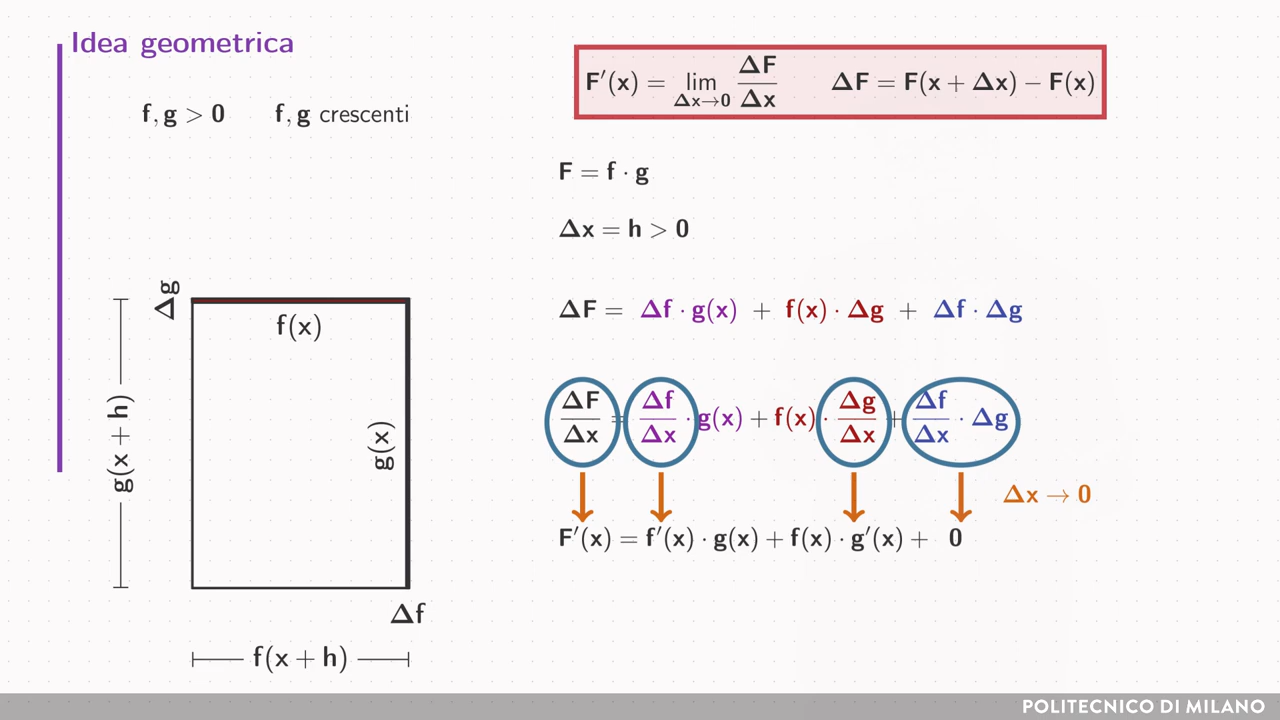 Idea geometrica
f, g > 0 f, g crescenti
F′(x) = lim Δx→0 ΔF/Δx ΔF = F(x + Δx) − F(x)
F = f · g
Δx = h > 0
ΔF = Δf · g(x) + f(x) · Δg + Δf · Δg
ΔF/Δx = Δf/Δx · g(x) + f(x) · Δg/Δx + Δf/Δx · Δg
Δx → 0
F′(x) = f′(x) · g(x) + f(x) · g′(x) + 0
Δg
f(x)
g(x + h)
g(x)
Δf
f(x + h)
POLITECNICO DI MILANO